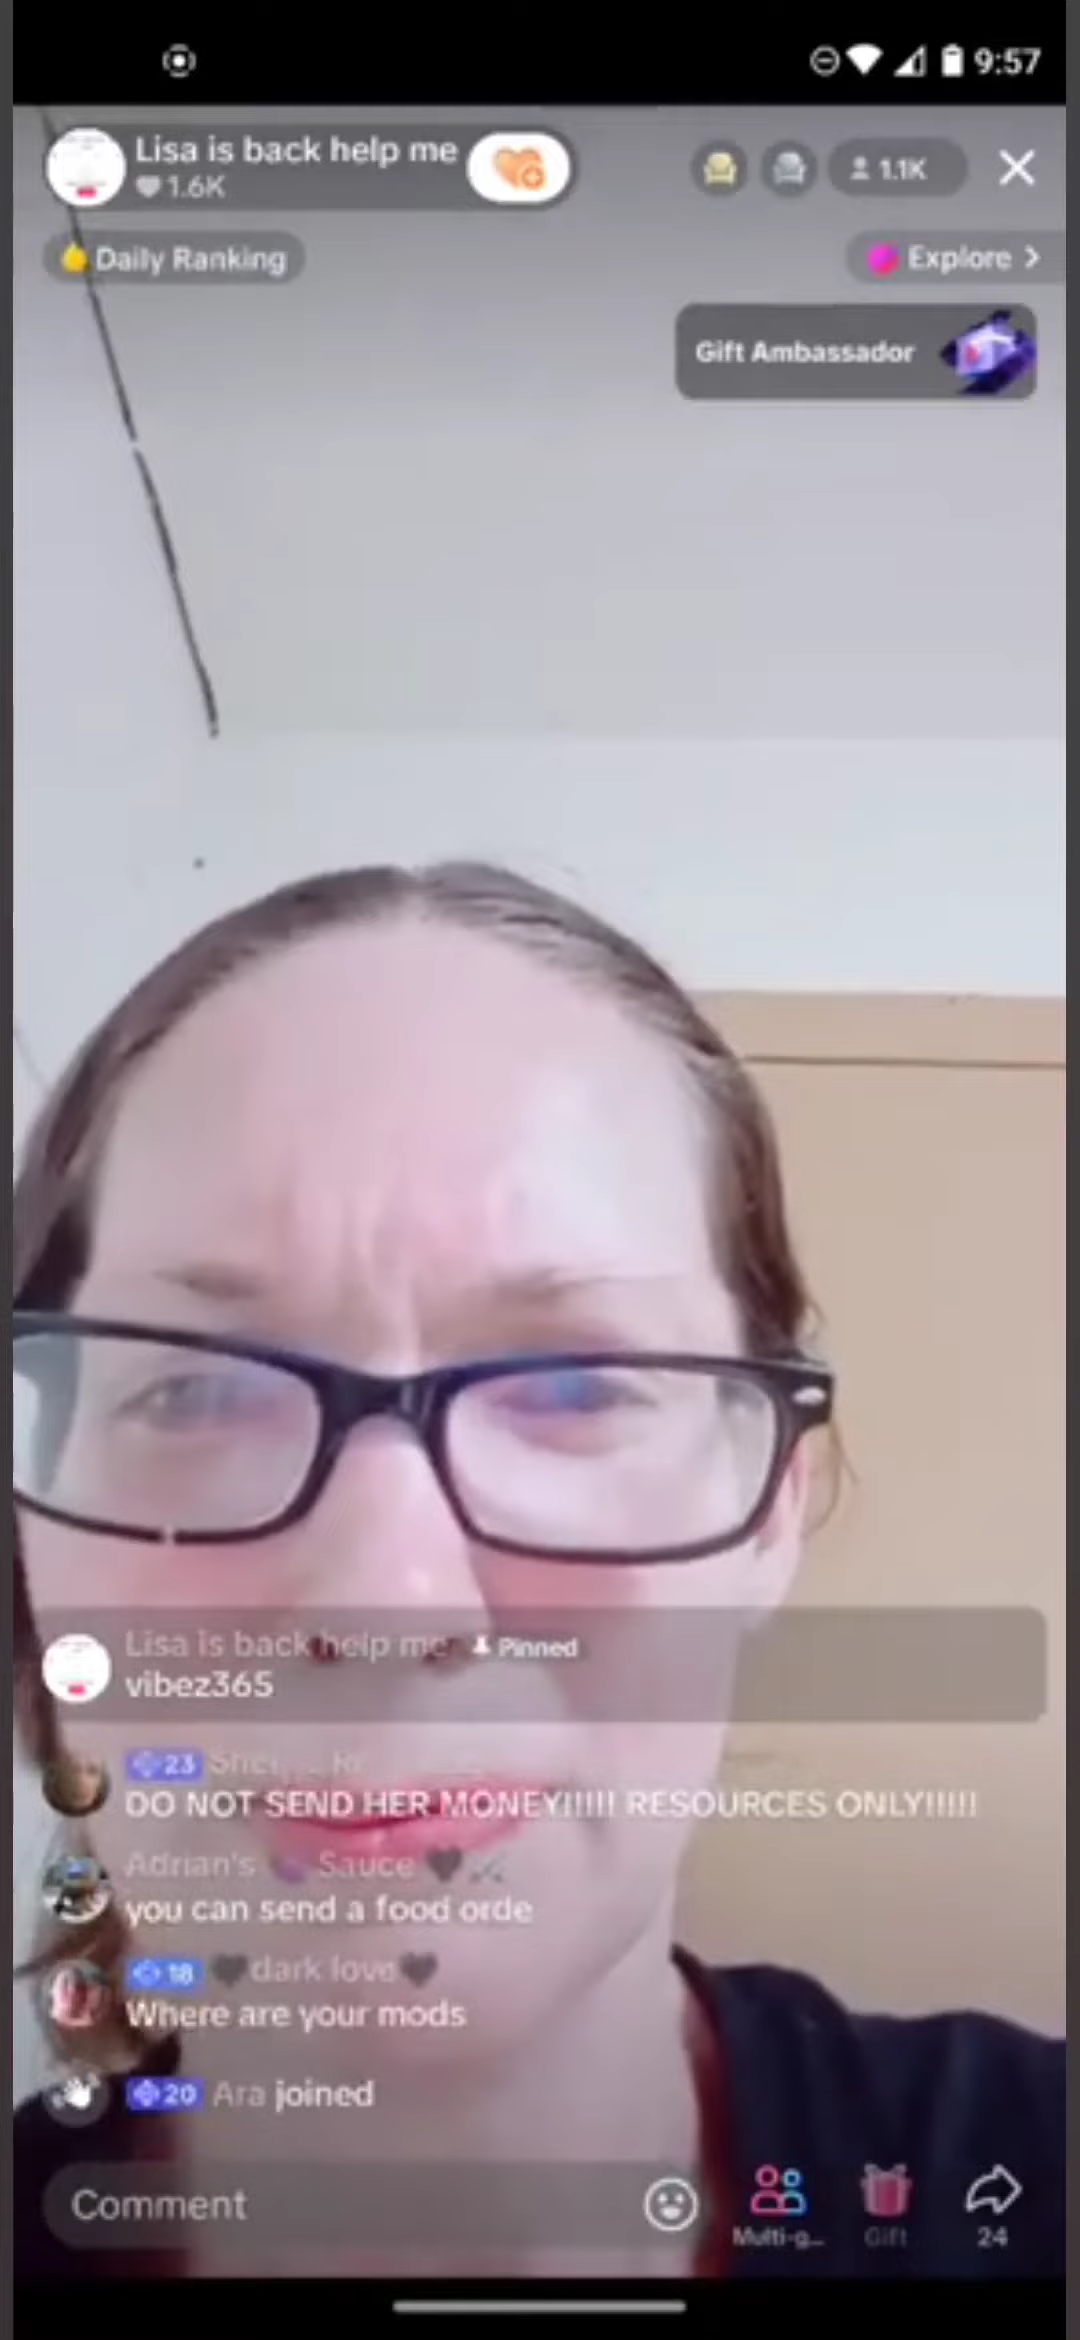 9:57
Lisa is back help me
1.6K
1.1K
Daily Ranking
Explore >
Gift Ambassador
Lisa is back help me Pinned
vibez365
23
DO NOT SEND HER MONEY!!!!! RESOURCES ONLY!!!!!
Adrian's Sauce
you can send a food orde
18 dark love
Where are your mods
20 Ara joined
Comment
Multi-g...
Gift
24